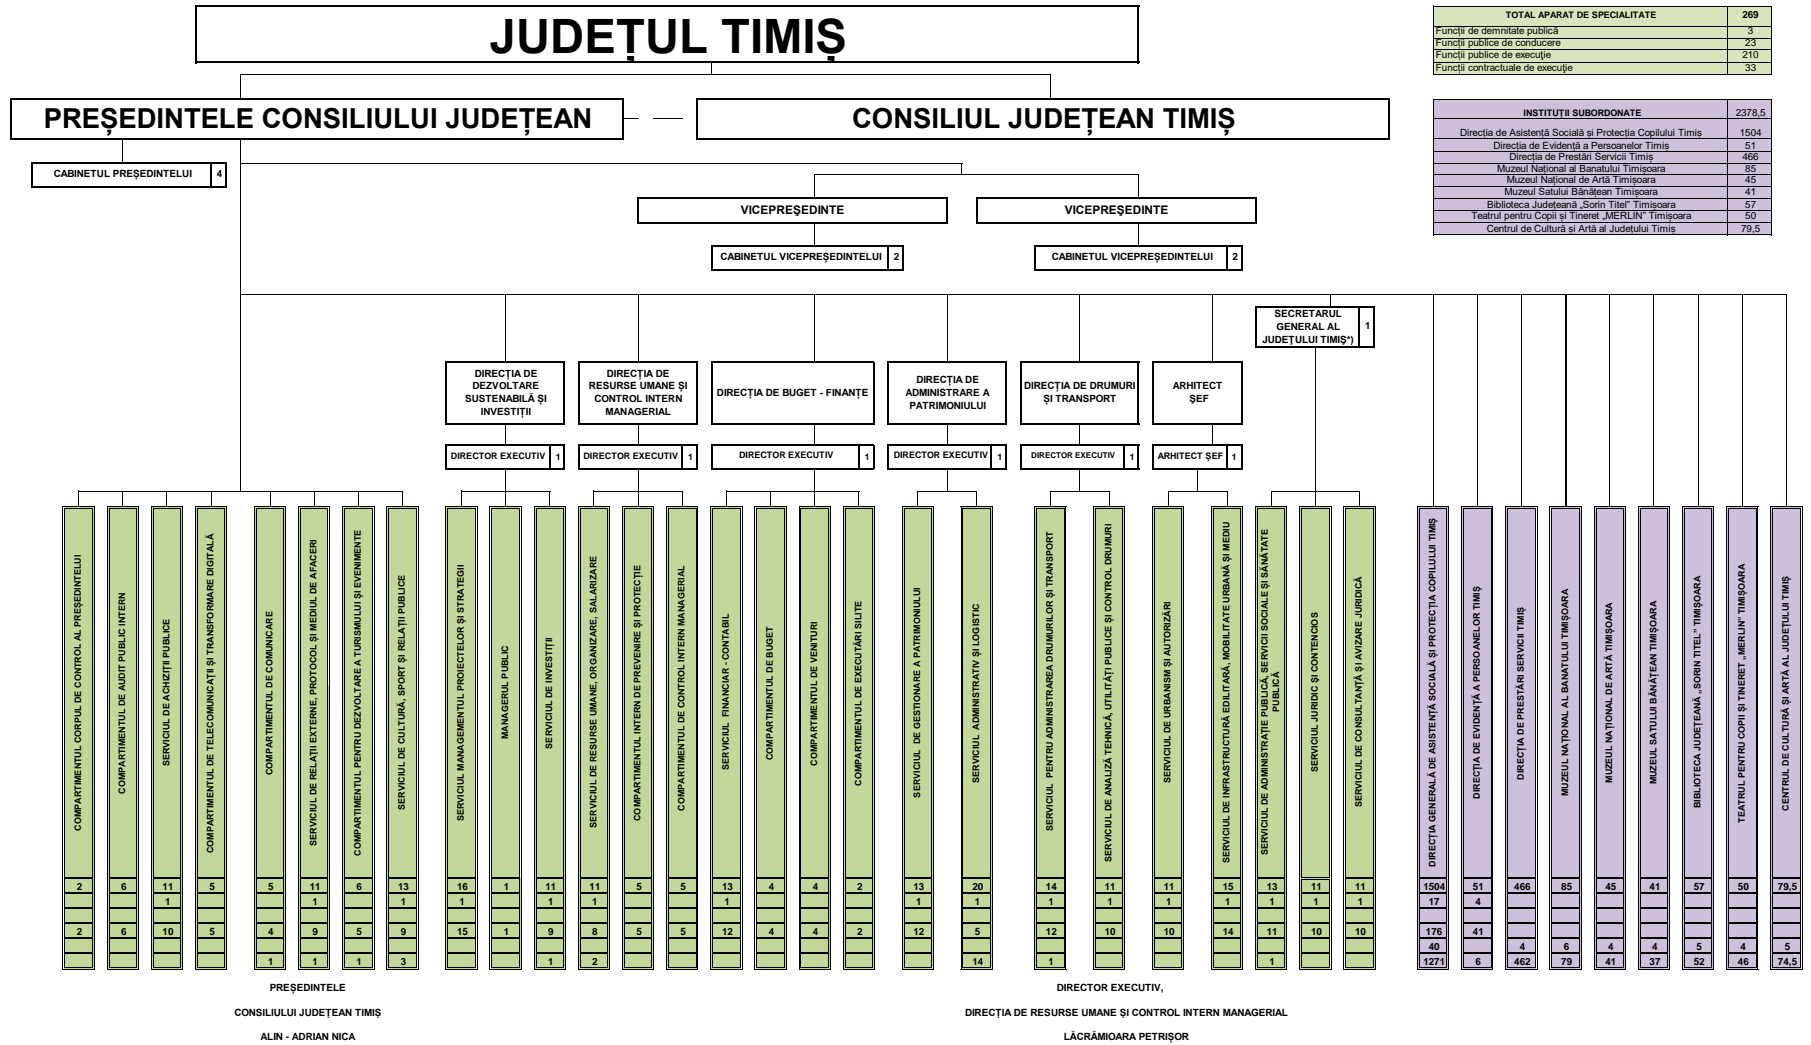 JUDEȚUL TIMIȘ
TOTAL APARAT DE SPECIALITATE 269
Funcții de demnitate publică 3
Funcții publice de conducere 23
Funcții publice de execuție 210
Funcții contractuale de execuție 33
PREȘEDINTELE CONSILIULUI JUDEȚEAN
CONSILIUL JUDEȚEAN TIMIȘ
INSTITUȚII SUBORDONATE 2378,5
Direcția de Asistență Socială și Protecția Copilului Timiș 1504
Direcția de Evidență a Persoanelor Timiș 51
Direcția de Prestări Servicii Timiș 466
Muzeul Național al Banatului Timișoara 85
Muzeul Național de Artă Timișoara 45
Muzeul Satului Bănățean Timișoara 41
Biblioteca Județeană „Sorin Titel” Timișoara 57
Teatrul pentru Copii și Tineret „MERLIN” Timișoara 50
Centrul de Cultură și Artă al Județului Timiș 79,5
CABINETUL PREȘEDINTELUI 4
VICEPREŞEDINTE
VICEPREŞEDINTE
CABINETUL VICEPREȘEDINTELUI 2
CABINETUL VICEPREȘEDINTELUI 2
SECRETARUL
GENERAL AL
JUDEȚULUI TIMIȘ*) 1
DIRECȚIA DE
DEZVOLTARE
SUSTENABILĂ ȘI
INVESTIȚII
DIRECȚIA DE
RESURSE UMANE ȘI
CONTROL INTERN
MANAGERIAL
DIRECȚIA DE BUGET - FINANȚE
DIRECȚIA DE
ADMINISTRARE A
PATRIMONIULUI
DIRECȚIA DE DRUMURI
ȘI TRANSPORT
ARHITECT
ŞEF
DIRECTOR EXECUTIV 1
DIRECTOR EXECUTIV 1
DIRECTOR EXECUTIV 1
DIRECTOR EXECUTIV 1
DIRECTOR EXECUTIV 1
ARHITECT ȘEF 1
COMPARTIMENTUL CORPUL DE CONTROL AL PREȘEDINTELUI
COMPARTIMENTUL DE AUDIT PUBLIC INTERN
SERVICIUL DE ACHIZIȚII PUBLICE
COMPARTIMENTUL DE TELECOMUNICAȚII ȘI TRANSFORMARE DIGITALĂ
COMPARTIMENTUL DE COMUNICARE
SERVICIUL DE RELAȚII EXTERNE, PROTOCOL ȘI MEDIUL DE AFACERI
COMPARTIMENTUL PENTRU DEZVOLTARE A TURISMULUI ȘI EVENIMENTE
SERVICIUL DE CULTURĂ, SPORT ȘI RELAȚII PUBLICE
SERVICIUL MANAGEMENTUL PROIECTELOR ȘI STRATEGII
MANAGERUL PUBLIC
SERVICIUL DE INVESTIȚII
SERVICIUL DE RESURSE UMANE, ORGANIZARE, SALARIZARE
COMPARTIMENTUL INTERN DE PREVENIRE ȘI PROTECȚIE
COMPARTIMENTUL DE CONTROL INTERN MANAGERIAL
SERVICIUL FINANCIAR - CONTABIL
COMPARTIMENTUL DE BUGET
COMPARTIMENTUL DE VENITURI
COMPARTIMENTUL DE EXECUTĂRI SILITE
SERVICIUL DE GESTIONARE A PATRIMONIULUI
SERVICIUL ADMINISTRATIV ȘI LOGISTIC
SERVICIUL PENTRU ADMINISTRAREA DRUMURILOR ȘI TRANSPORT
SERVICIUL DE ANALIZĂ TEHNICĂ, UTILITĂȚI PUBLICE ȘI CONTROL DRUMURI
SERVICIUL DE URBANISM ȘI AUTORIZĂRI
SERVICIUL DE INFRASTRUCTURĂ EDILITARĂ, MOBILITATE URBANĂ ȘI MEDIU
SERVICIUL DE ADMINISTRAȚIE PUBLICĂ, SERVICII SOCIALE ȘI SĂNĂTATE
PUBLICĂ
SERVICIUL JURIDIC ȘI CONTENCIOS
SERVICIUL DE CONSULTANȚĂ ȘI AVIZARE JURIDICĂ
DIRECȚIA GENERALĂ DE ASISTENȚĂ SOCIALĂ ȘI PROTECȚIA COPILULUI TIMIȘ
DIRECȚIA DE EVIDENȚĂ A PERSOANELOR TIMIȘ
DIRECȚIA DE PRESTĂRI SERVICII TIMIȘ
MUZEUL NAȚIONAL AL BANATULUI TIMIȘOARA
MUZEUL NAȚIONAL DE ARTĂ TIMIȘOARA
MUZEUL SATULUI BĂNĂȚEAN TIMIȘOARA
BIBLIOTECA JUDEȚEANĂ „SORIN TITEL” TIMIȘOARA
TEATRUL PENTRU COPII ȘI TINERET „MERLIN” TIMIȘOARA
CENTRUL DE CULTURĂ ȘI ARTĂ AL JUDEȚULUI TIMIȘ
2 6 11 5 5 11 6 13 16 1 11 11 5 5 13 4 4 2 13 20 14 11 11 15 13 11 11 1504 51 466 85 45 41 57 50 79,5
1 1 1 1 1 1 1 1 1 1 1 1 1 1 1 1 17 4
2 6 10 5 4 9 5 9 15 1 9 8 5 5 12 4 4 2 12 5 12 10 10 14 11 10 10 176 41
40 4 6 4 4 5 4 5
1 1 1 3 1 2 14 1 1 1271 6 462 79 41 37 52 46 74,5
PREȘEDINTELE
CONSILIULUI JUDEȚEAN TIMIȘ
ALIN - ADRIAN NICA
DIRECTOR EXECUTIV,
DIRECȚIA DE RESURSE UMANE ȘI CONTROL INTERN MANAGERIAL
LĂCRĂMIOARA PETRIȘOR